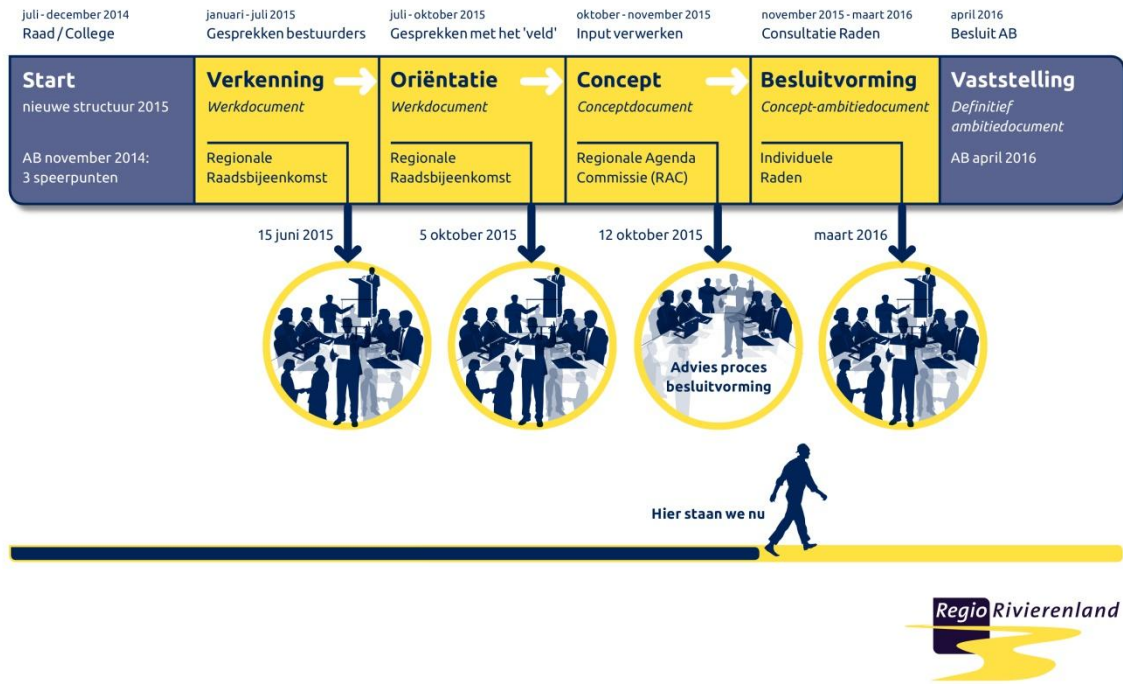 juli - december 2014
Raad / College
januari - juli 2015
Gesprekken bestuurders
juli - oktober 2015
Gesprekken met het 'veld'
oktober - november 2015
Input verwerken
november 2015 - maart 2016
Consultatie Raden
april 2016
Besluit AB
Start
nieuwe structuur 2015
AB november 2014:
3 speerpunten
Verkenning
Werkdocument
Regionale
Raadsbijeenkomst
Oriëntatie
Werkdocument
Regionale
Raadsbijeenkomst
Concept
Conceptdocument
Regionale Agenda
Commissie (RAC)
Besluitvorming
Concept-ambitiedocument
Individuele
Raden
Vaststelling
Definitief
ambitiedocument
AB april 2016
15 juni 2015
5 oktober 2015
12 oktober 2015
maart 2016
Advies proces
besluitvorming
Hier staan we nu
Regio Rivierenland